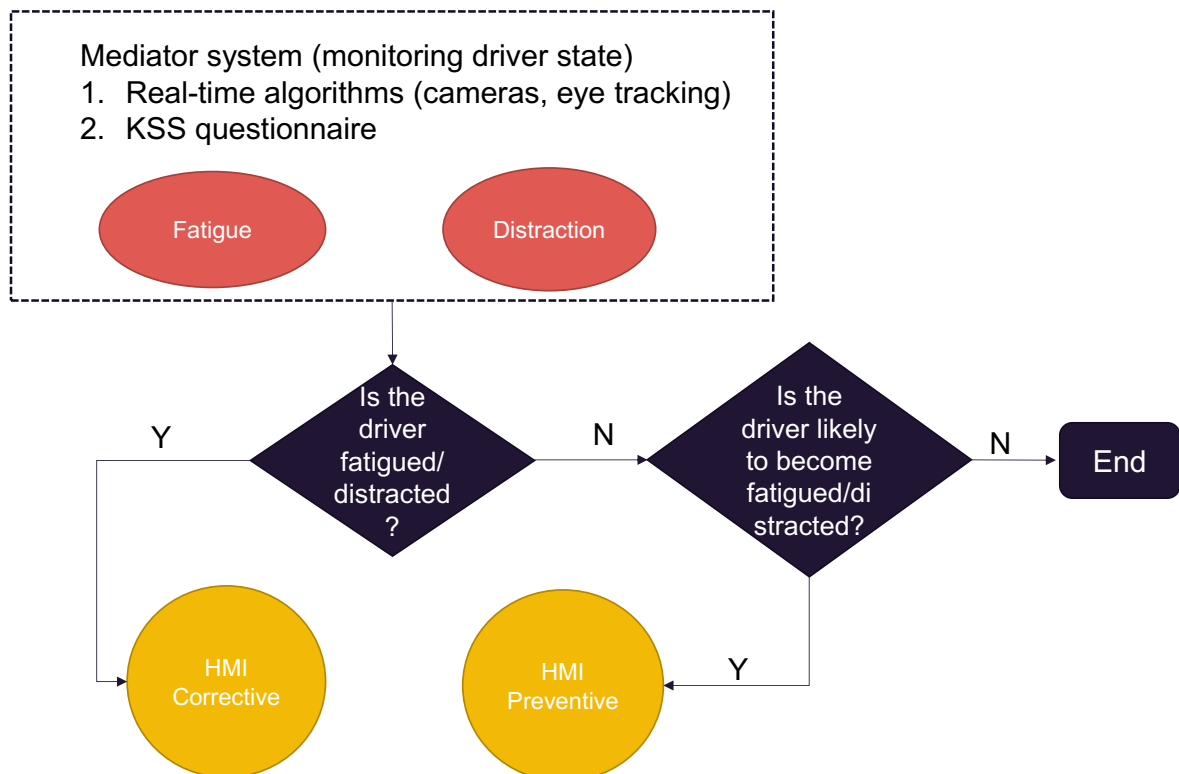 Mediator system (monitoring driver state)
1. Real-time algorithms (cameras, eye tracking)
2. KSS questionnaire
Fatigue
Distraction
Is the
driver
fatigued/
distracted
?
Y
N
Is the
driver likely
to become
fatigued/di
stracted?
N
End
HMI
Corrective
HMI
Preventive
Y